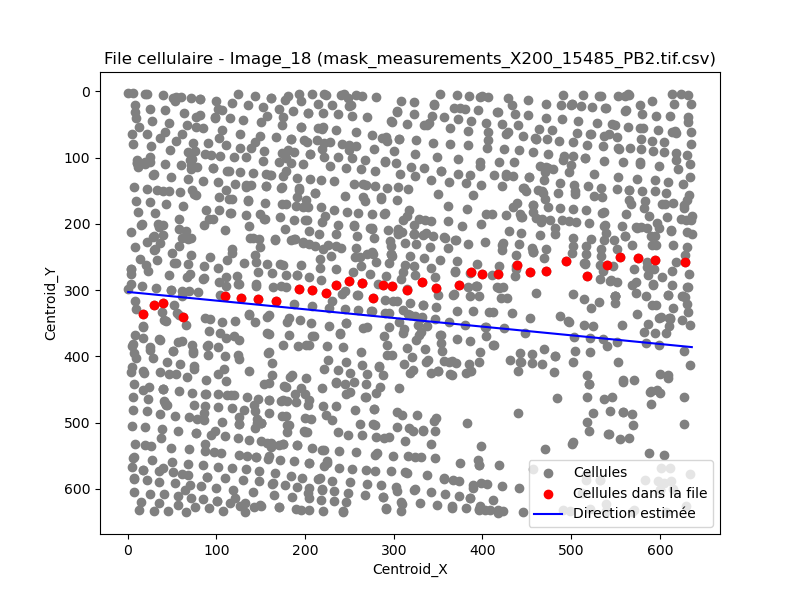 File cellulaire - Image_18 (mask_measurements_X200_15485_PB2.tif.csv)
0
100
200
300
400
500
600
Centroid_Y
Cellules
Cellules dans la file
Direction estimée
0 100 200 300 400 500 600
Centroid_X